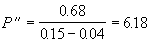 P″ = 0.68 / (0.15 − 0.04) = 6.18